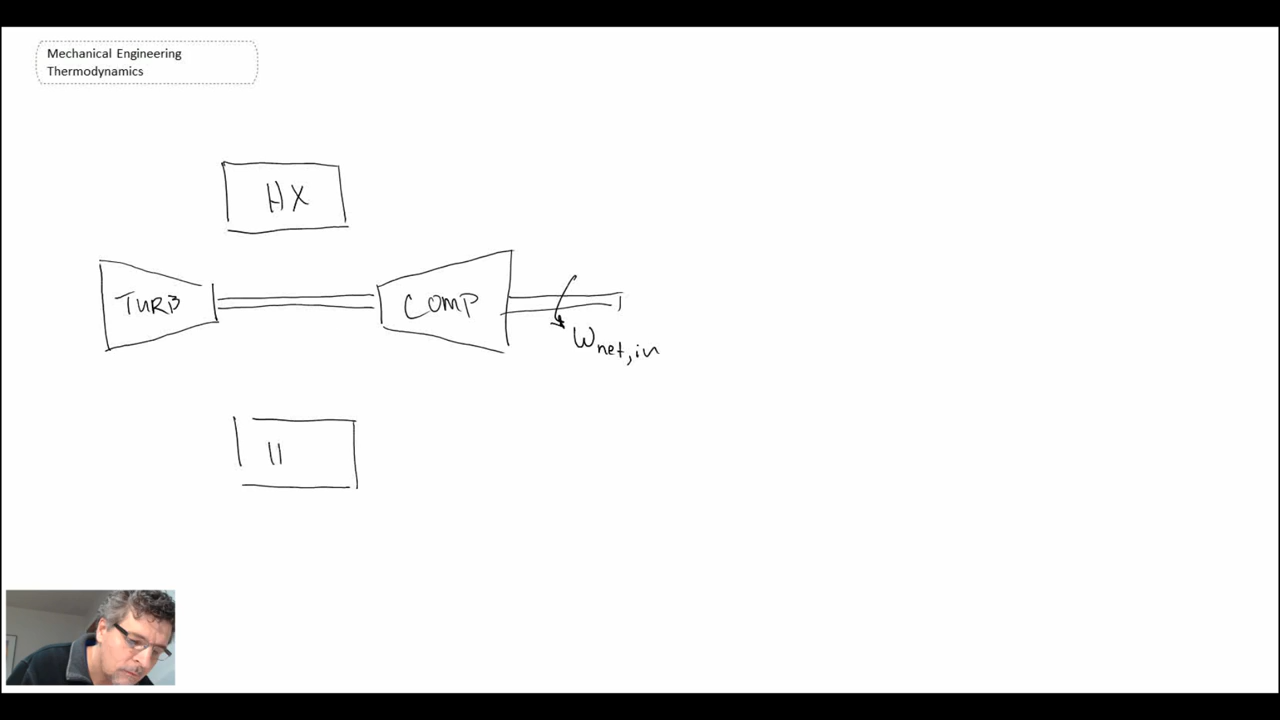 Mechanical Engineering
Thermodynamics
HX
TURB
COMP
Wnet,in